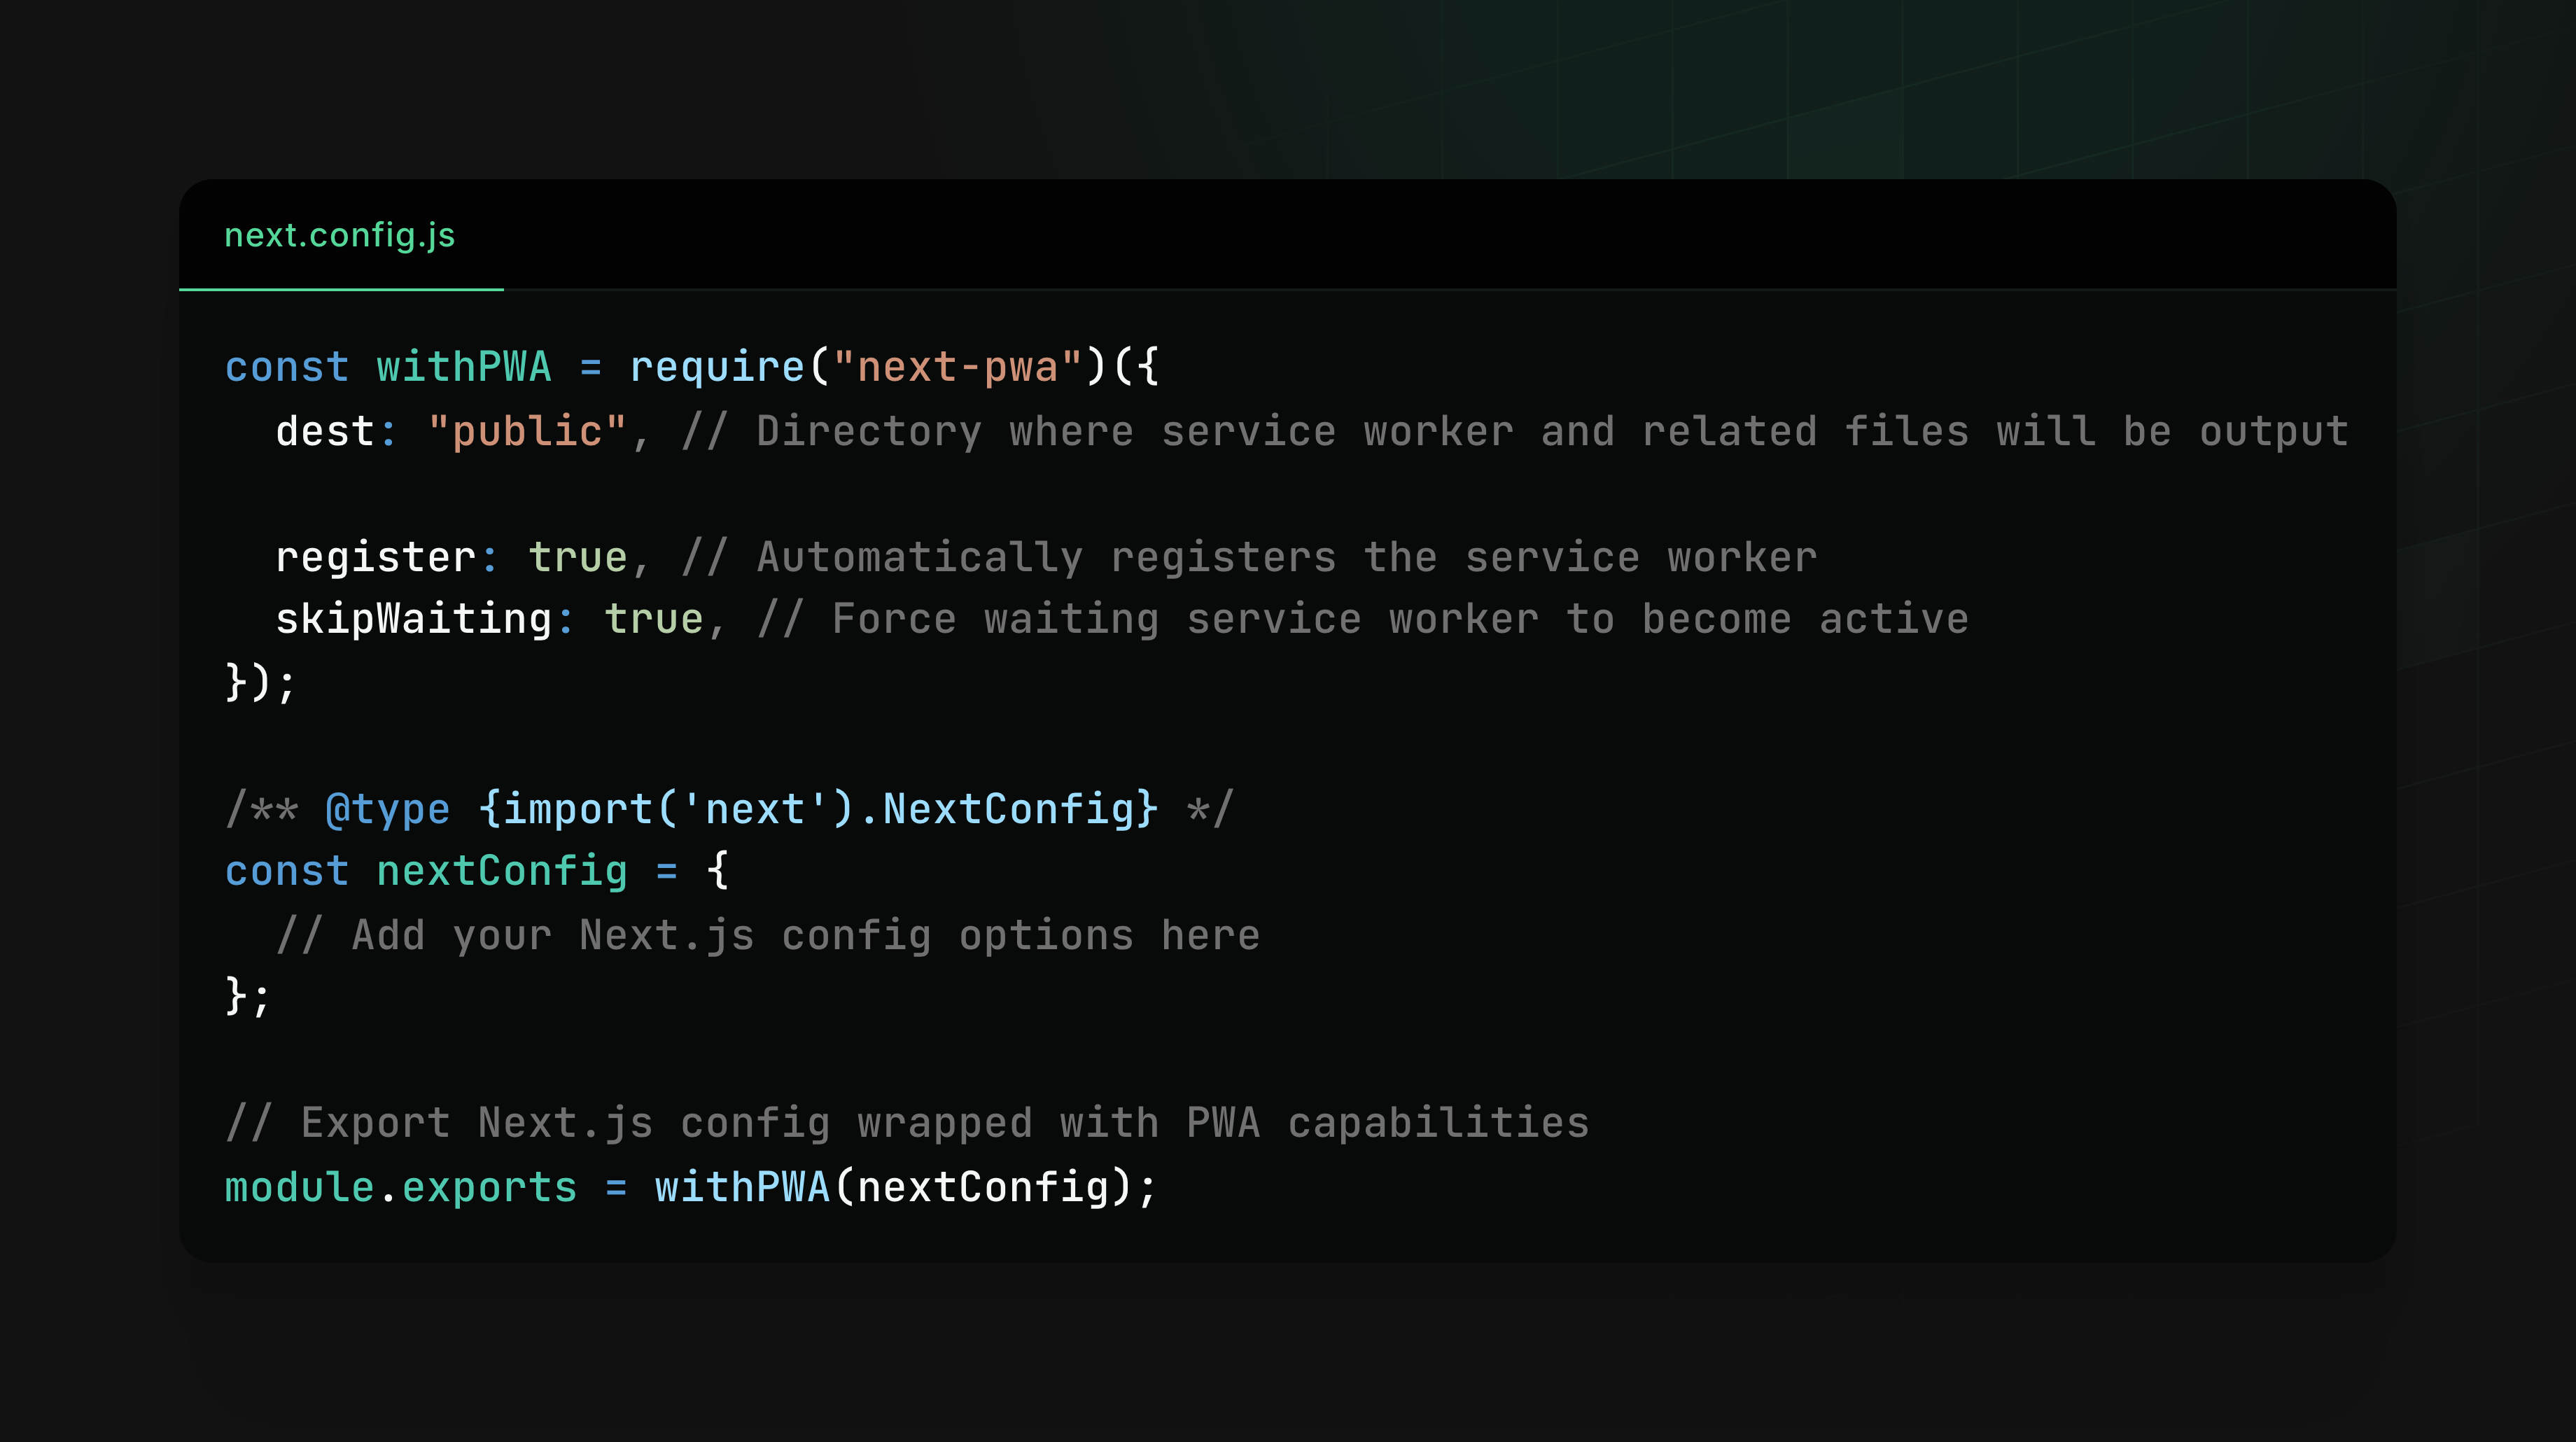 next.config.js
const withPWA = require("next-pwa")({
  dest: "public", // Directory where service worker and related files will be output
  register: true, // Automatically registers the service worker
  skipWaiting: true, // Force waiting service worker to become active
});
/** @type {import('next').NextConfig} */
const nextConfig = {
  // Add your Next.js config options here
};
// Export Next.js config wrapped with PWA capabilities
module.exports = withPWA(nextConfig);